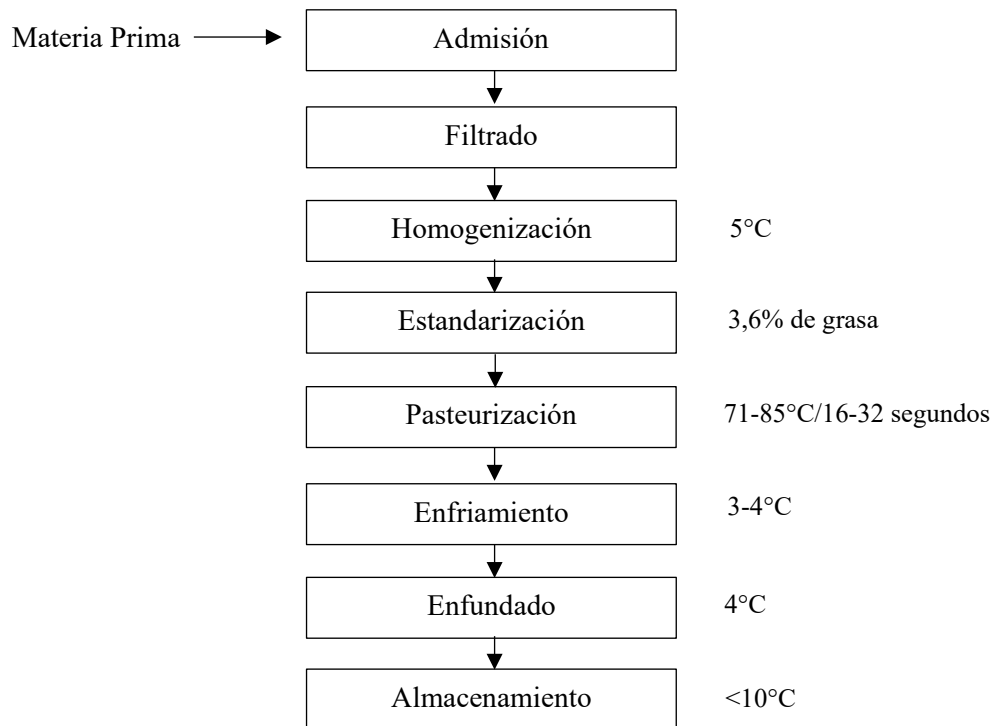 Materia Prima
Admisión
Filtrado
Homogenización
5°C
Estandarización
3,6% de grasa
Pasteurización
71-85°C/16-32 segundos
Enfriamiento
3-4°C
Enfundado
4°C
Almacenamiento
<10°C